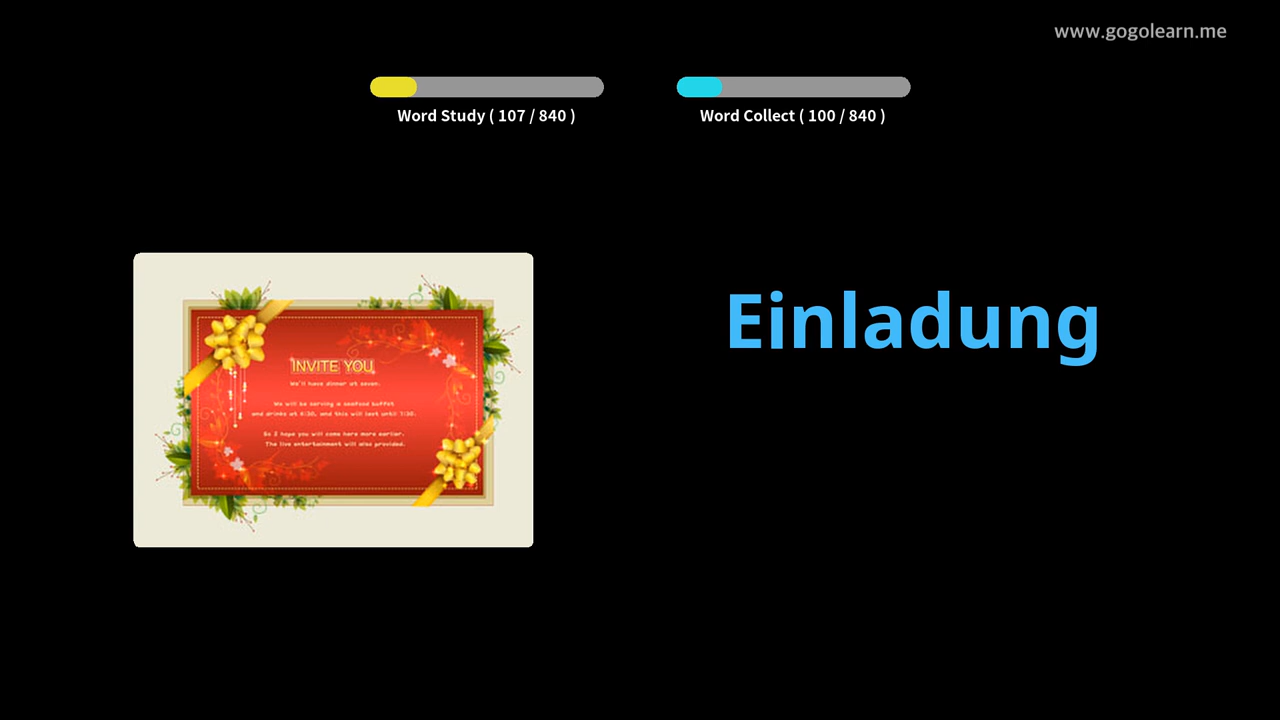 www.gogolearn.me
Word Study ( 107 / 840 )
Word Collect ( 100 / 840 )
Einladung
INVITE YOU
We'll have dinner at seven.
We will be serving a seafood buffet
and drinks at 6:30, and this will last until 7:30.
So I hope you will come here more earlier.
The live entertainment will also provided.